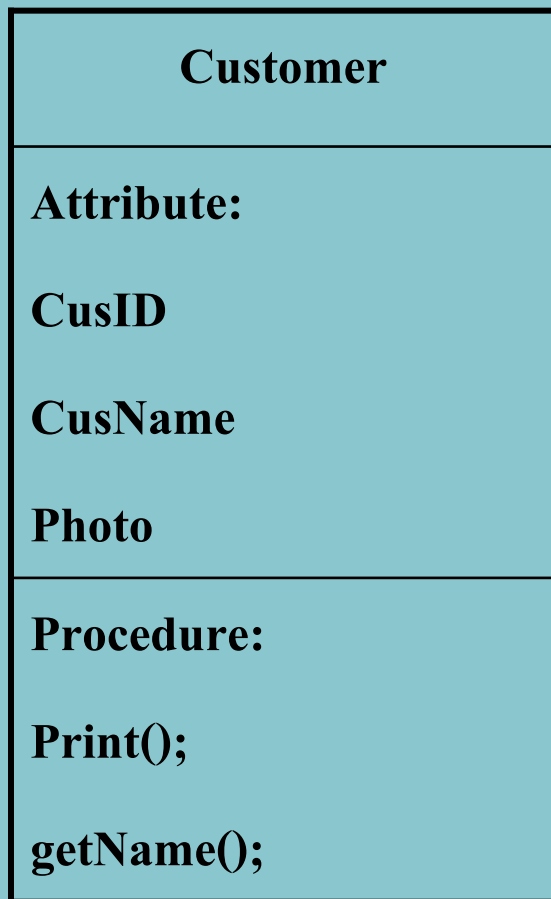 Customer
Attribute:
CusID
CusName
Photo
Procedure:
Print();
getName();